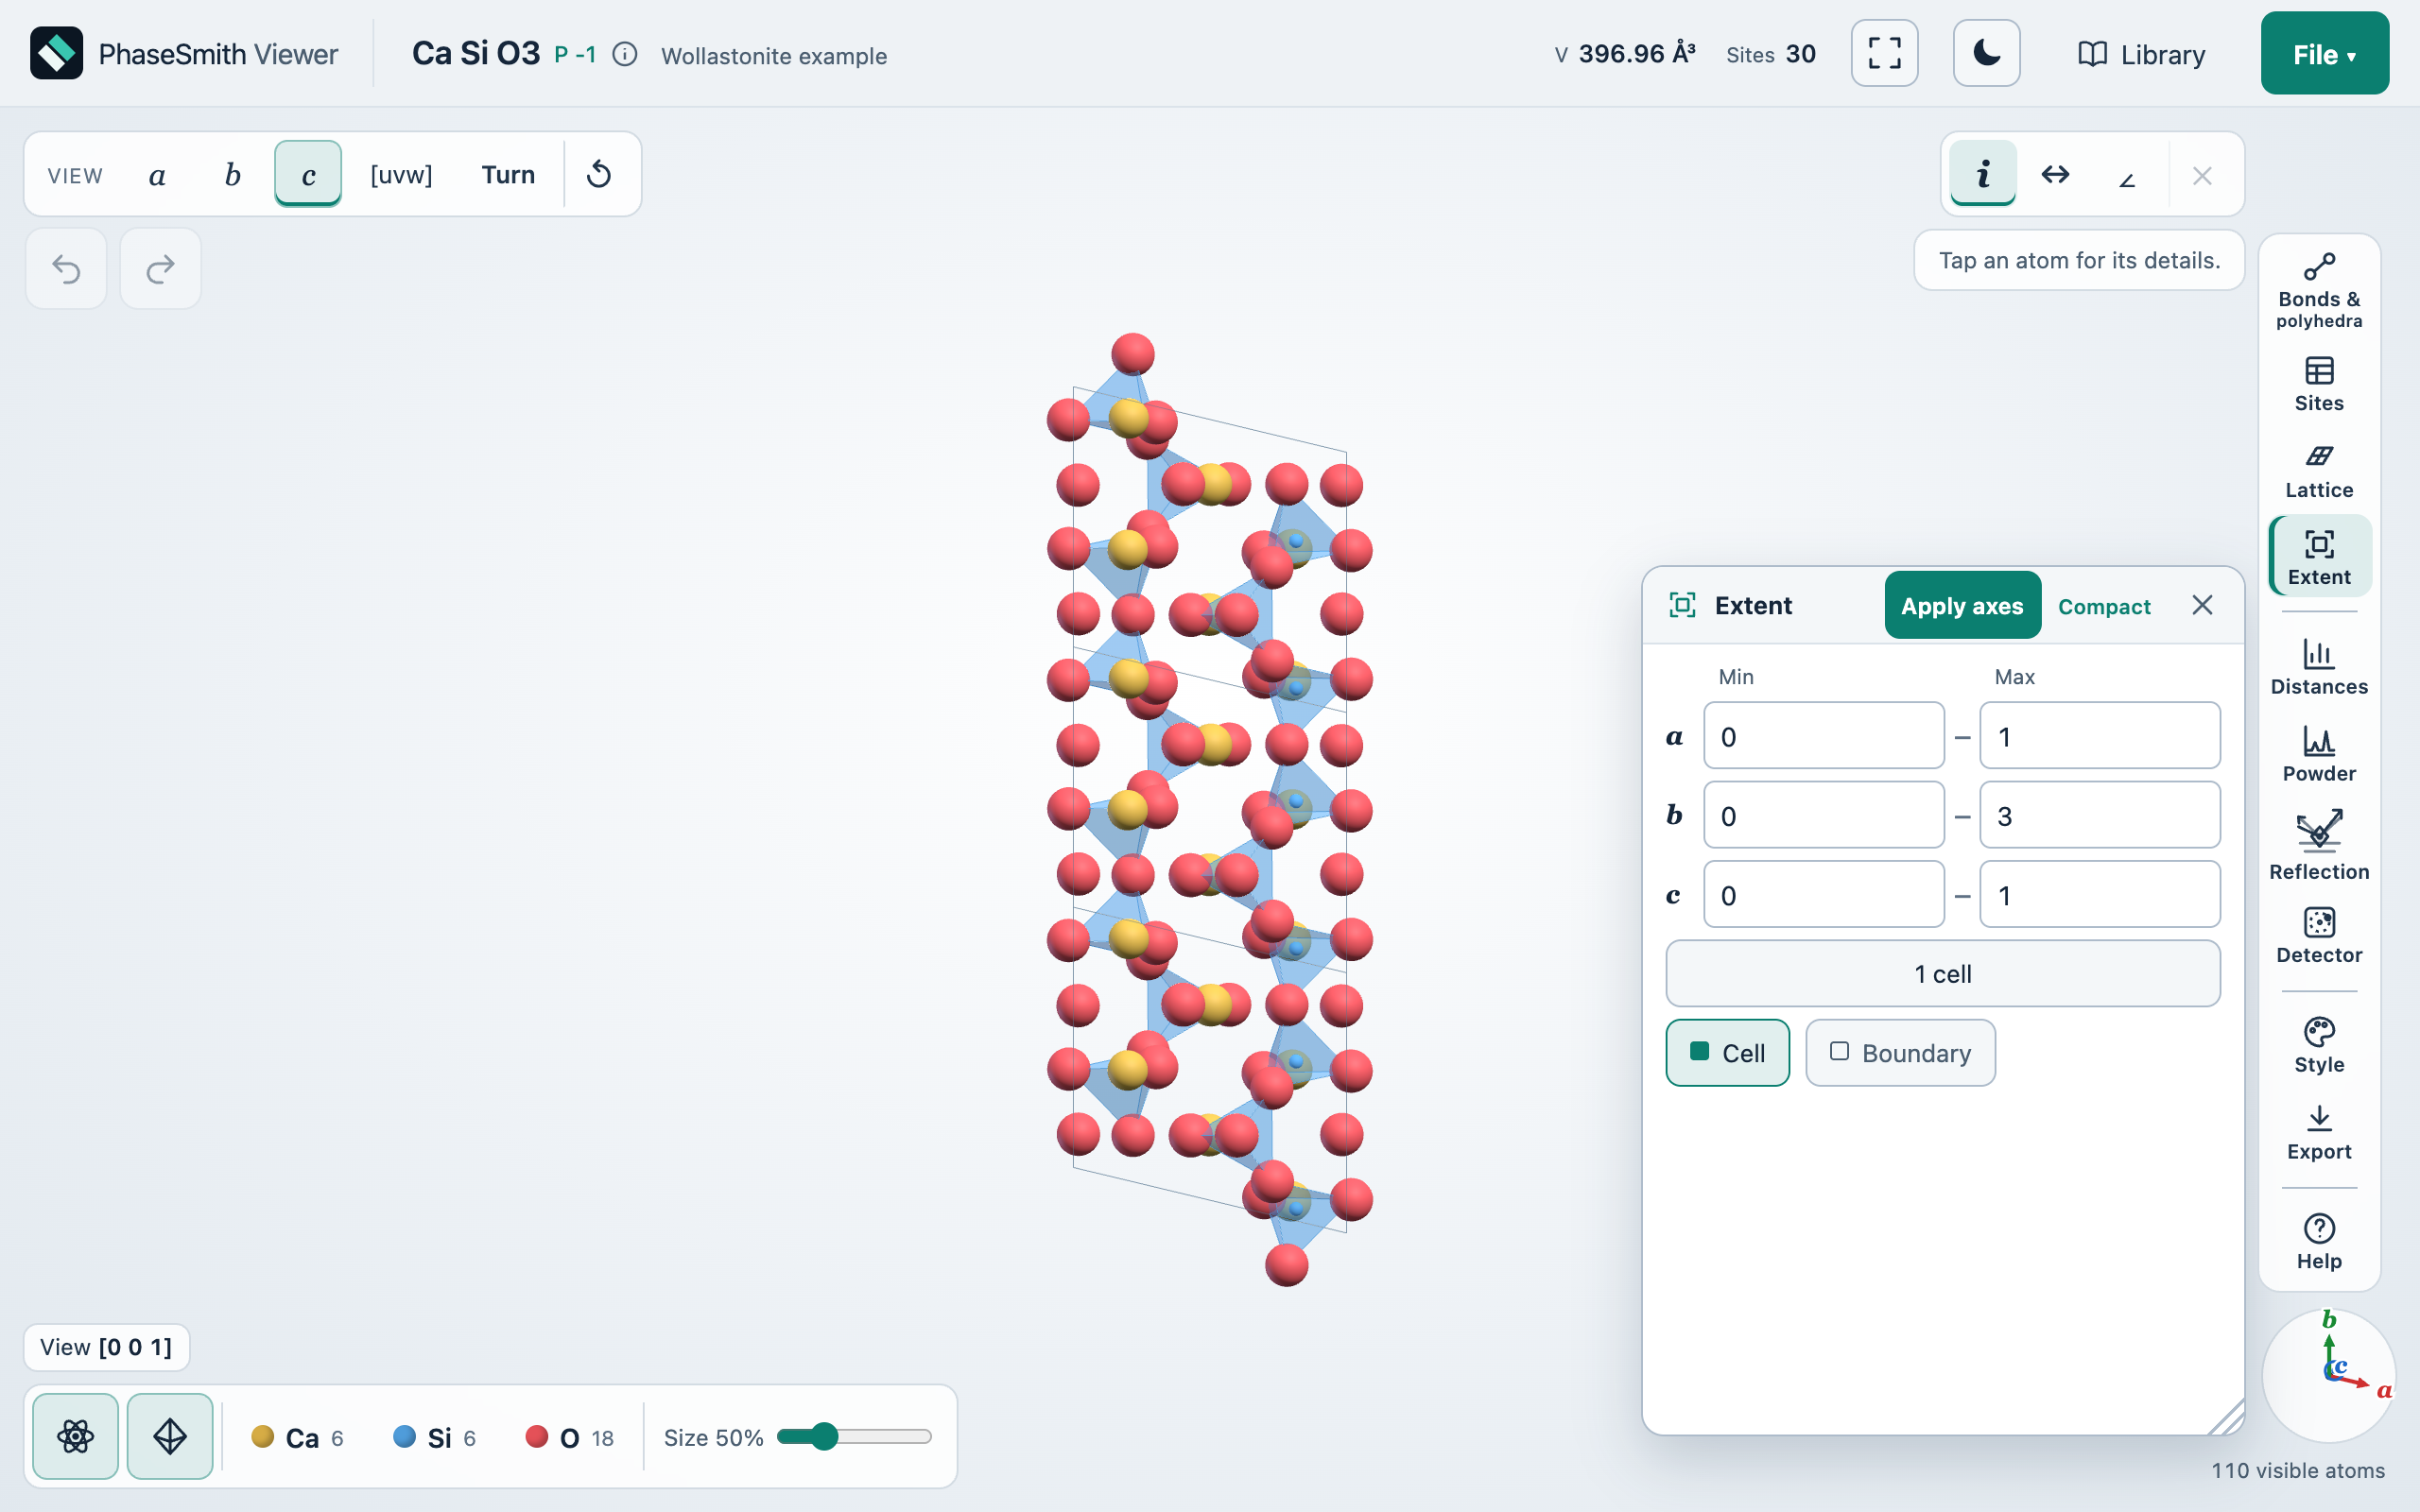 PhaseSmith Viewer
Ca Si O3 P -1 i Wollastonite example
V 396.96 Å³ Sites 30
Library
File ▾
VIEW a b c [uvw] Turn
i
Tap an atom for its details.
Bonds &
polyhedra
Sites
Lattice
Extent
Distances
Powder
Reflection
Detector
Style
Export
Help
Extent Apply axes Compact
Min Max
a 0 – 1
b 0 – 3
c 0 – 1
1 cell
Cell Boundary
View [0 0 1]
Ca 6 Si 6 O 18 Size 50%
b
c
a
110 visible atoms